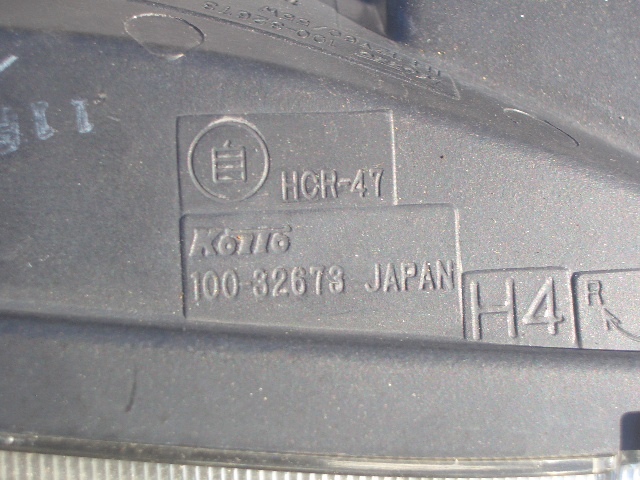 自 HCR-47
KOITO
100-32673 JAPAN
H4
R